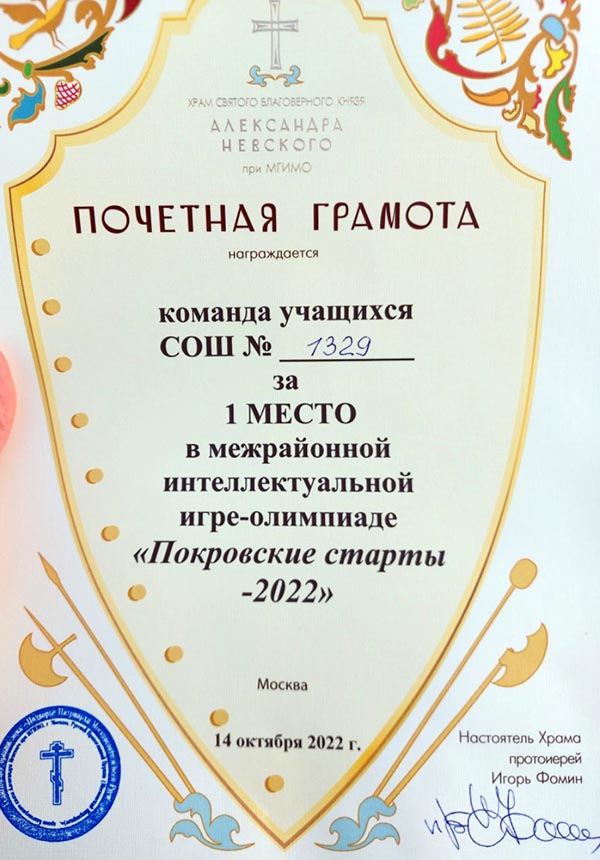 ХРАМ СВЯТОГО БЛАГОВЕРНОГО КНЯЗЯ
АЛЕКСАНДРА
НЕВСКОГО
при МГИМО
ПОЧЕТНАЯ ГРАМОТА
награждается
команда учащихся
СОШ № 1329
за
1 МЕСТО
в межрайонной
интеллектуальной
игре-олимпиаде
«Покровские старты
-2022»
Москва
14 октября 2022 г.
Настоятель Храма
протоиерей
Игорь Фомин